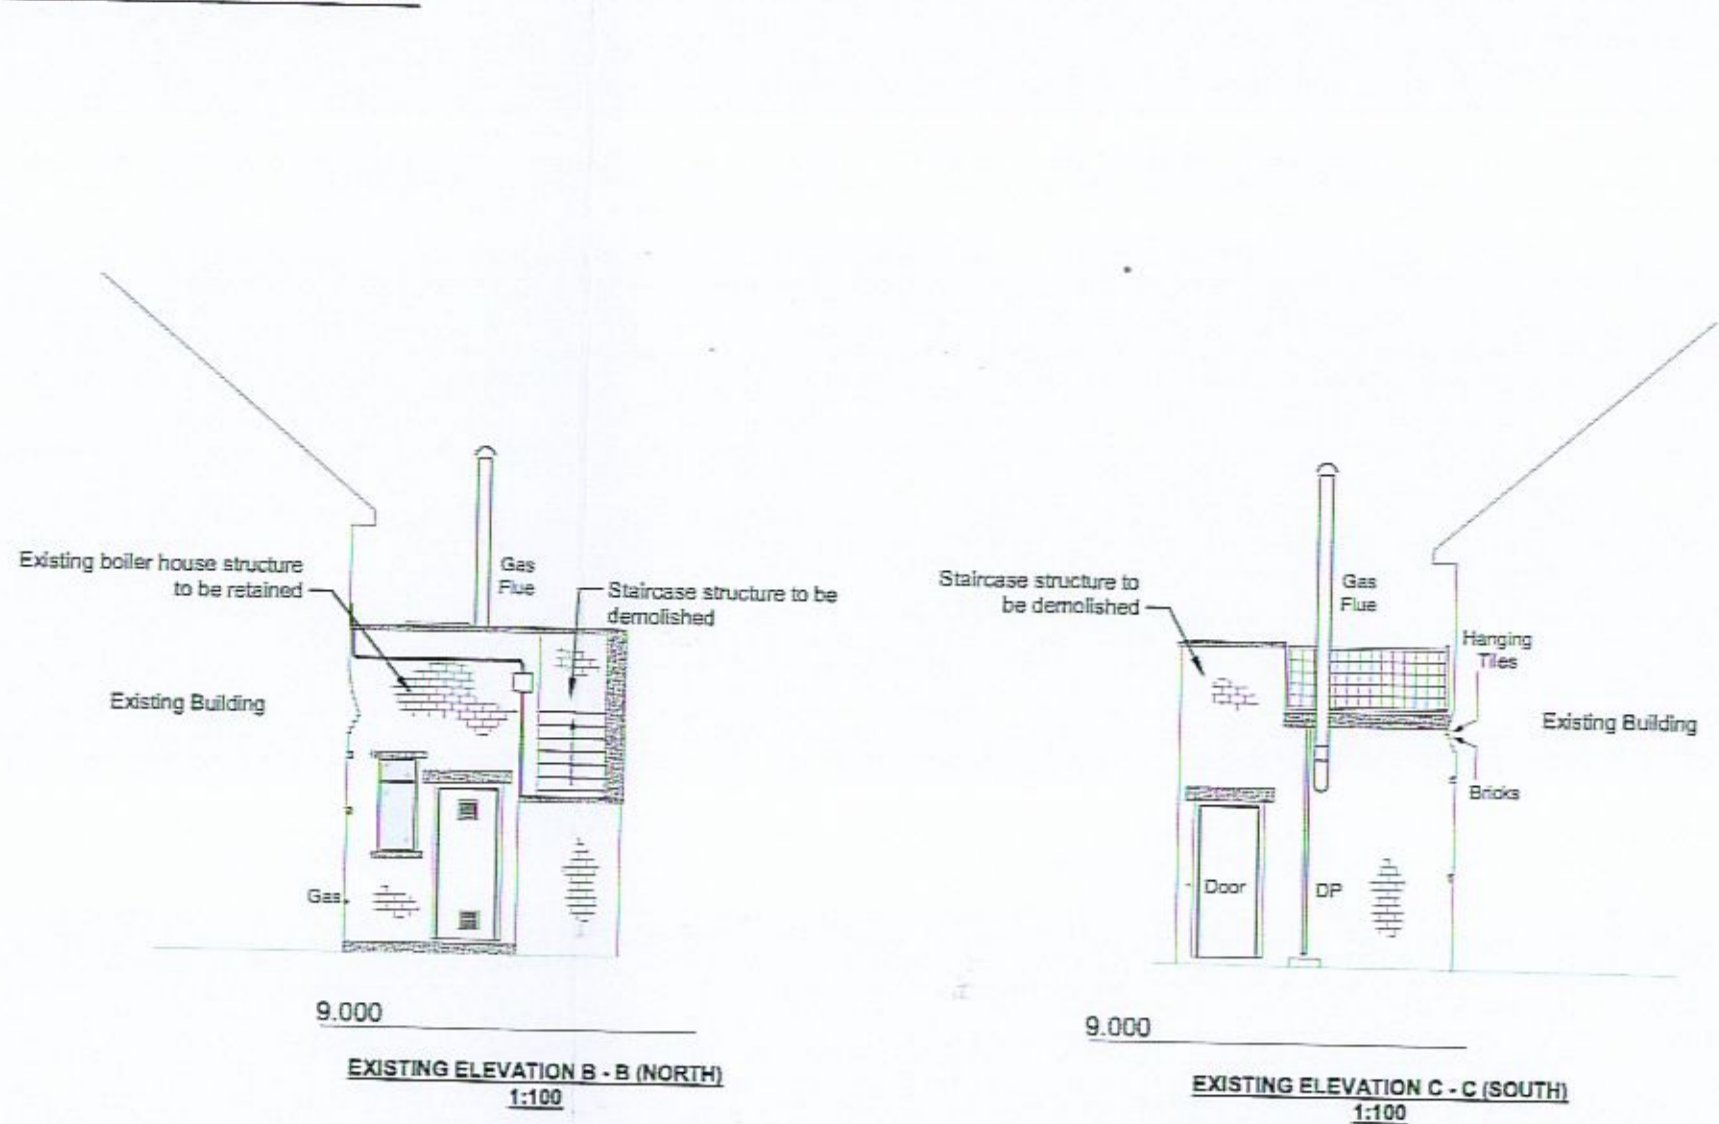 Existing boiler house structure
to be retained
Gas
Flue
Staircase structure to be
demolished
Existing Building
Gas
9.000
EXISTING ELEVATION B - B (NORTH)
1:100
Staircase structure to
be demolished
Gas
Flue
Hanging
Tiles
Existing Building
Bricks
Door
DP
9.000
EXISTING ELEVATION C - C (SOUTH)
1:100